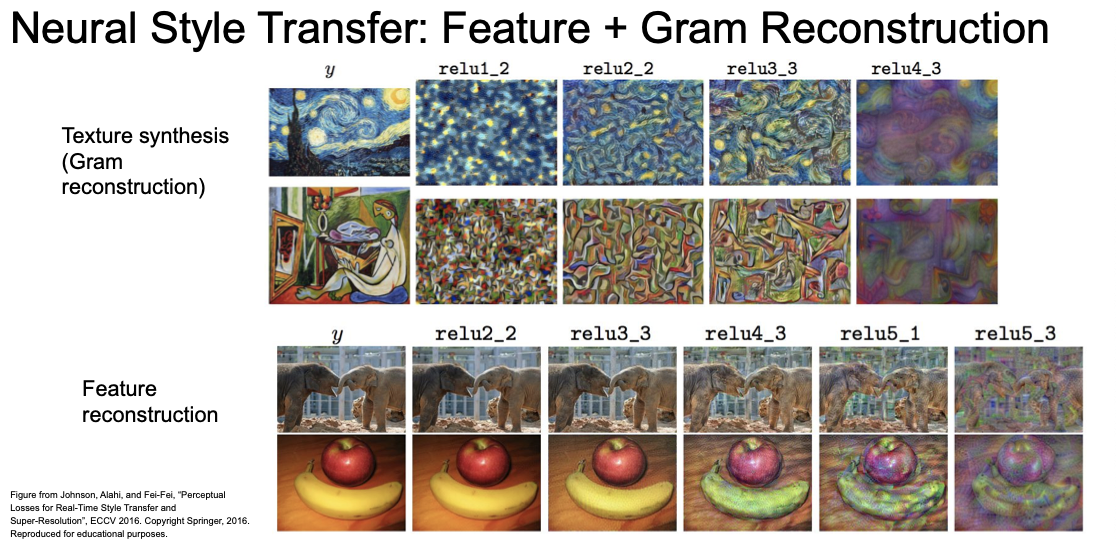 Neural Style Transfer: Feature + Gram Reconstruction
y relu1_2 relu2_2 relu3_3 relu4_3
Texture synthesis
(Gram
reconstruction)
y relu2_2 relu3_3 relu4_3 relu5_1 relu5_3
Feature
reconstruction
Figure from Johnson, Alahi, and Fei-Fei, "Perceptual
Losses for Real-Time Style Transfer and
Super-Resolution", ECCV 2016. Copyright Springer, 2016.
Reproduced for educational purposes.